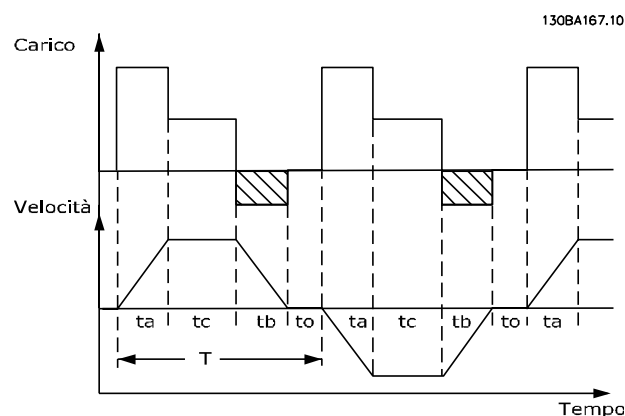 130BA167.10
Carico
Velocità
ta tc tb to ta tc tb to ta
T
Tempo